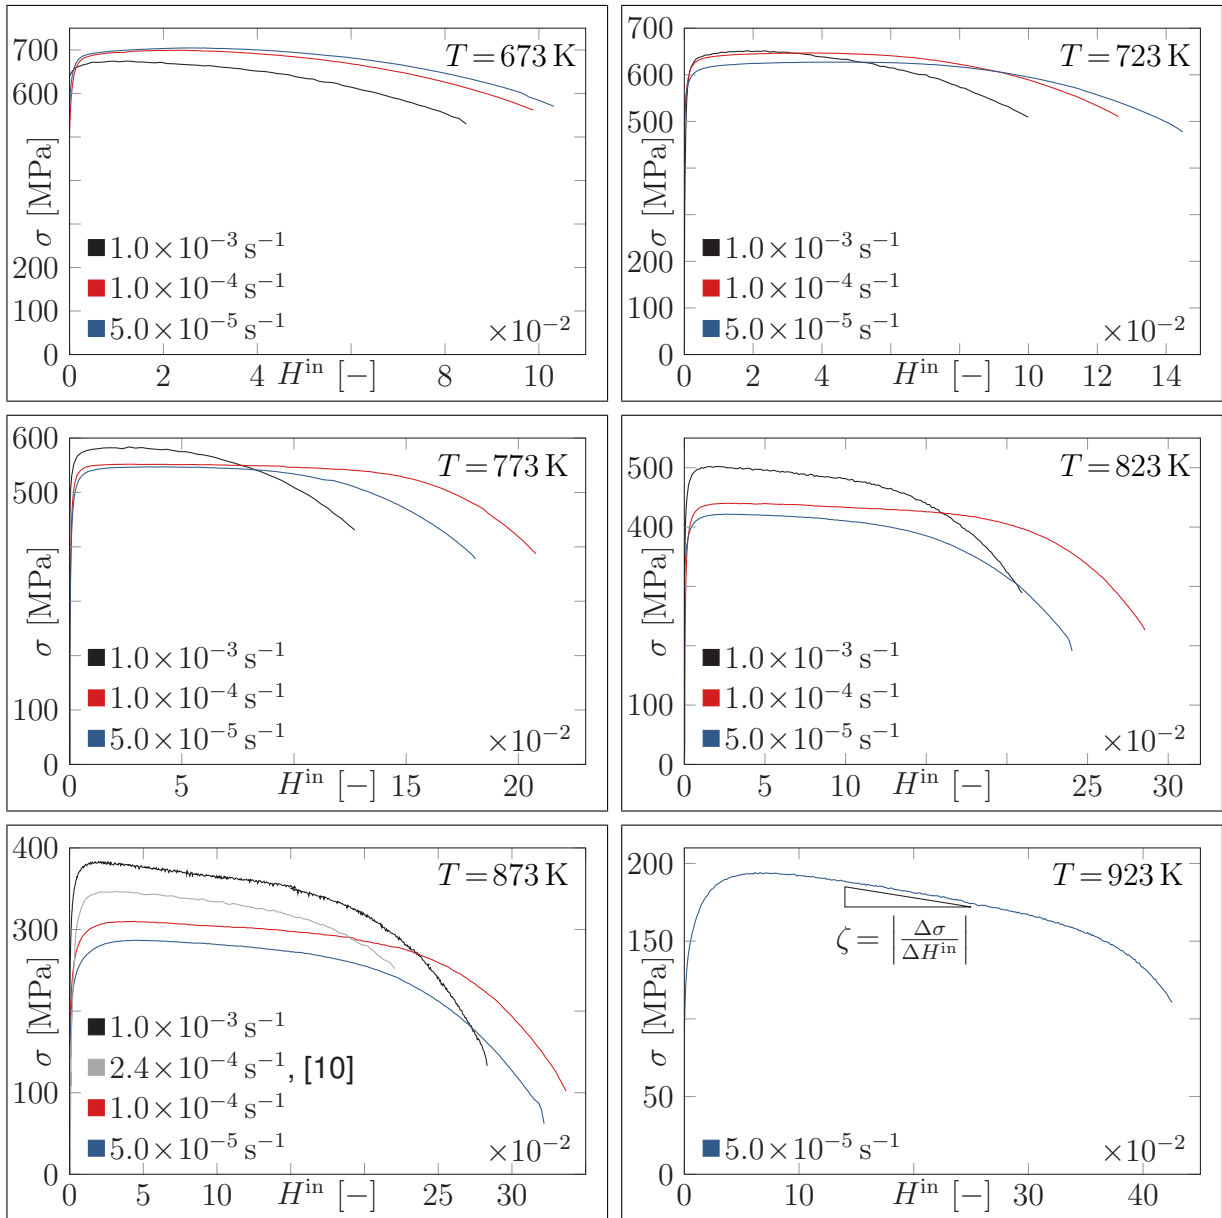 T = 673 K
σ [MPa]
700
600
200
100
0
1.0×10⁻³ s⁻¹
1.0×10⁻⁴ s⁻¹
5.0×10⁻⁵ s⁻¹
×10⁻²
0 2 4 Hⁱⁿ [−] 8 10
T = 723 K
σ [MPa]
700
600
500
200
100
0
1.0×10⁻³ s⁻¹
1.0×10⁻⁴ s⁻¹
5.0×10⁻⁵ s⁻¹
×10⁻²
0 2 4 Hⁱⁿ [−] 10 12 14
T = 773 K
σ [MPa]
600
500
100
0
1.0×10⁻³ s⁻¹
1.0×10⁻⁴ s⁻¹
5.0×10⁻⁵ s⁻¹
×10⁻²
0 5 Hⁱⁿ [−] 15 20
T = 823 K
σ [MPa]
500
400
100
0
1.0×10⁻³ s⁻¹
1.0×10⁻⁴ s⁻¹
5.0×10⁻⁵ s⁻¹
×10⁻²
0 5 10 Hⁱⁿ [−] 25 30
T = 873 K
σ [MPa]
400
300
100
0
1.0×10⁻³ s⁻¹
2.4×10⁻⁴ s⁻¹, [10]
1.0×10⁻⁴ s⁻¹
5.0×10⁻⁵ s⁻¹
×10⁻²
0 5 10 Hⁱⁿ [−] 25 30
T = 923 K
ζ = |Δσ/ΔHⁱⁿ|
σ [MPa]
200
150
50
0
5.0×10⁻⁵ s⁻¹
×10⁻²
0 10 Hⁱⁿ [−] 30 40